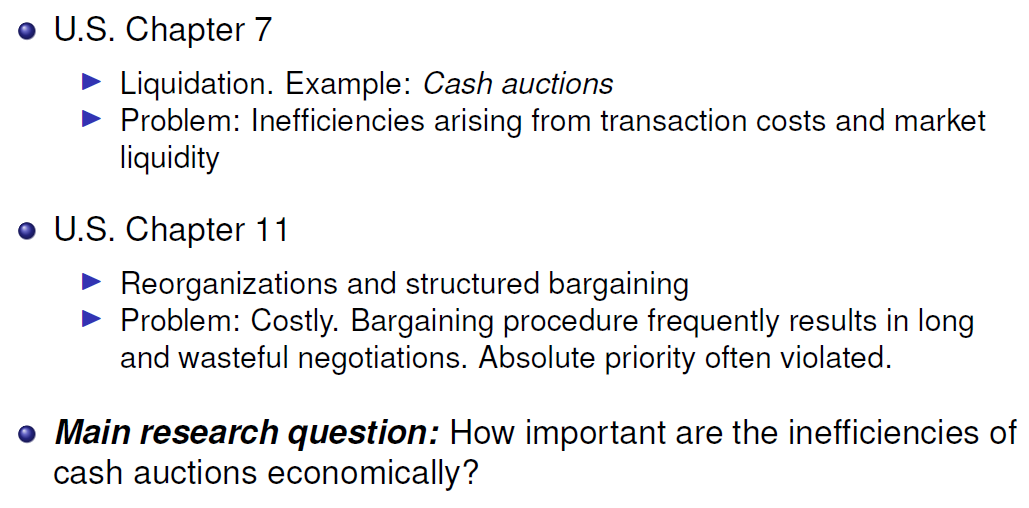 U.S. Chapter 7
Liquidation. Example: Cash auctions
Problem: Inefficiencies arising from transaction costs and market
liquidity
U.S. Chapter 11
Reorganizations and structured bargaining
Problem: Costly. Bargaining procedure frequently results in long
and wasteful negotiations. Absolute priority often violated.
Main research question: How important are the inefficiencies of
cash auctions economically?